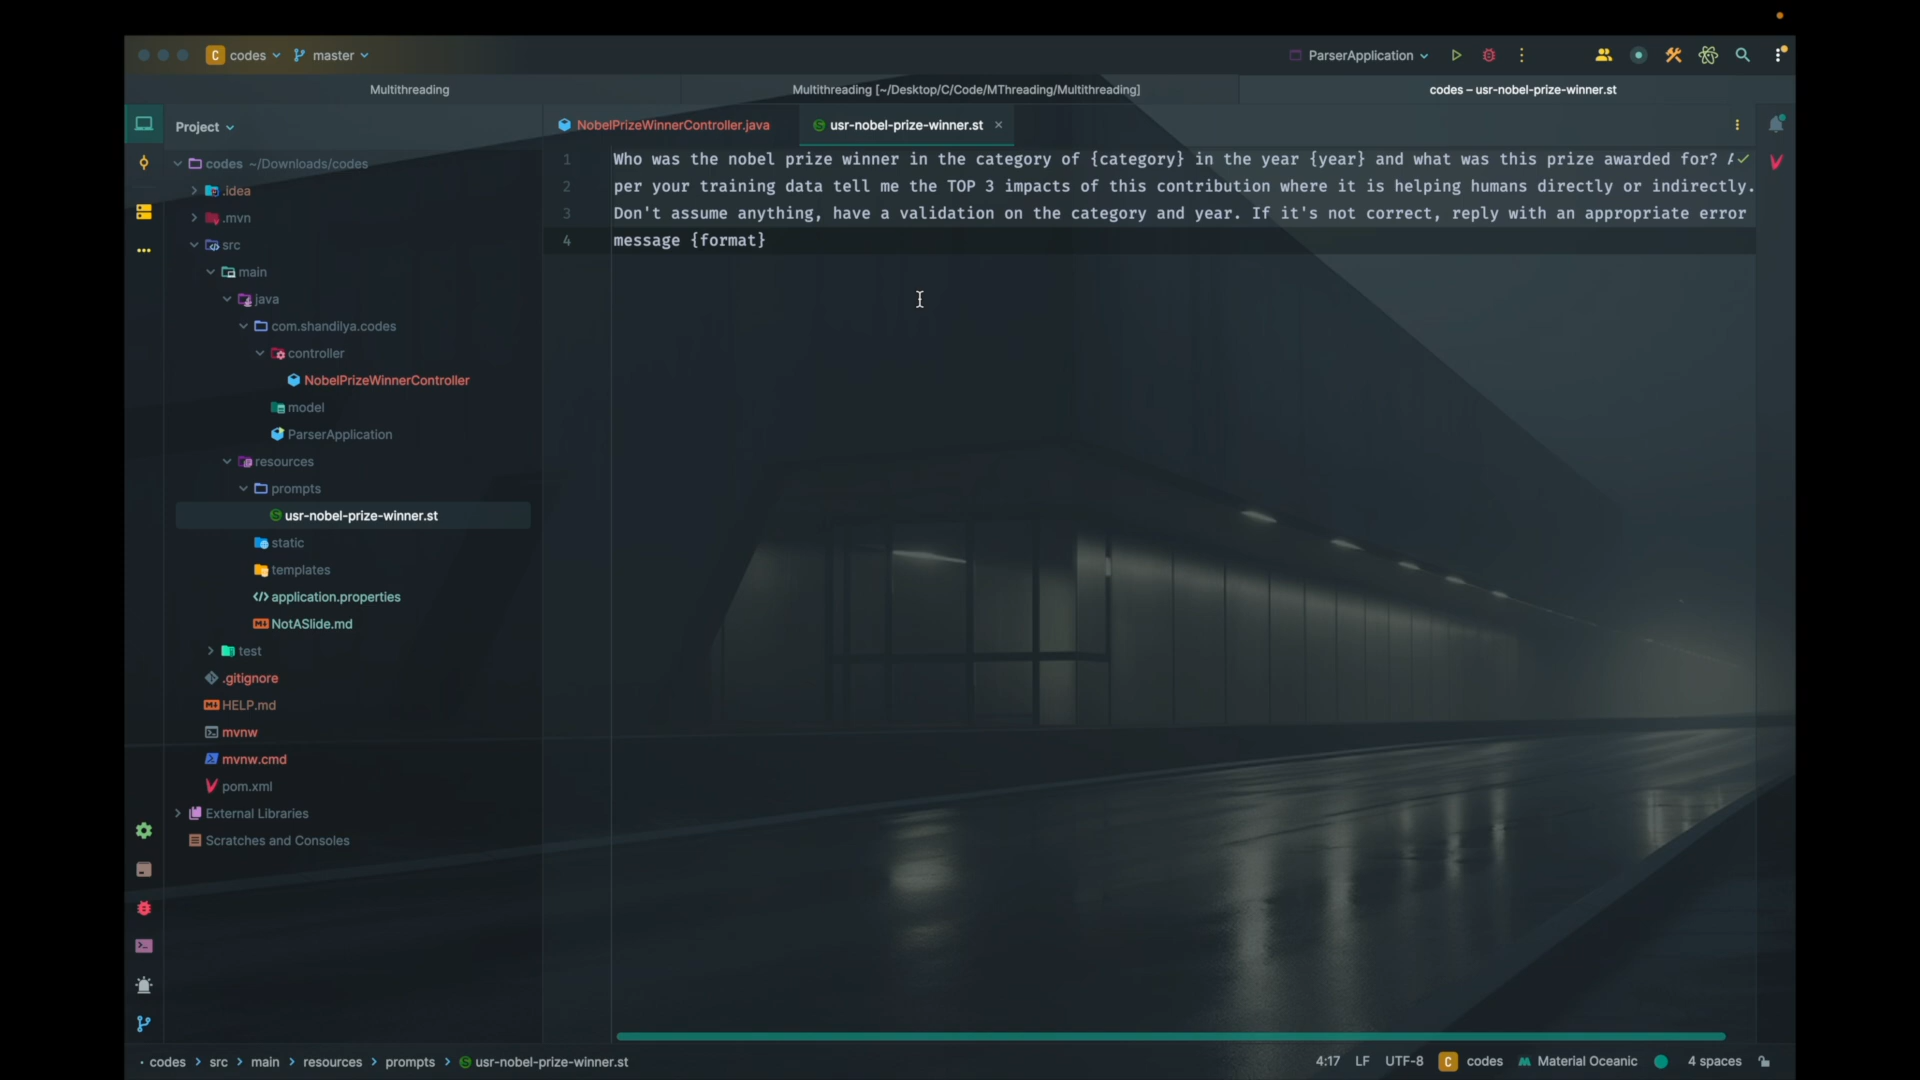 C codes master ParserApplication
Multithreading Multithreading [~/Desktop/C/Code/MThreading/Multithreading] codes – usr-nobel-prize-winner.st
Project NobelPrizeWinnerController.java usr-nobel-prize-winner.st
1 Who was the nobel prize winner in the category of {category} in the year {year} and what was this prize awarded for?
2 per your training data tell me the TOP 3 impacts of this contribution where it is helping humans directly or indirectly.
3 Don't assume anything, have a validation on the category and year. If it's not correct, reply with an appropriate error
4 message {format}
codes ~/Downloads/codes
.idea
.mvn
src
main
java
com.shandilya.codes
controller
NobelPrizeWinnerController
model
ParserApplication
resources
prompts
usr-nobel-prize-winner.st
static
templates
application.properties
NotASlide.md
test
.gitignore
HELP.md
mvnw
mvnw.cmd
pom.xml
External Libraries
Scratches and Consoles
codes > src > main > resources > prompts > usr-nobel-prize-winner.st 4:17 LF UTF-8 C codes Material Oceanic 4 spaces